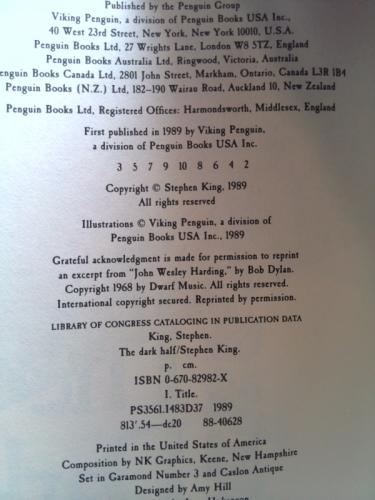 Published by the Penguin Group
Viking Penguin, a division of Penguin Books USA Inc.,
40 West 23rd Street, New York, New York 10010, U.S.A.
Penguin Books Ltd, 27 Wrights Lane, London W8 5TZ, England
Penguin Books Australia Ltd, Ringwood, Victoria, Australia
enguin Books Canada Ltd, 2801 John Street, Markham, Ontario, Canada L3R 1B4
Penguin Books (N.Z.) Ltd, 182–190 Wairau Road, Auckland 10, New Zealand
Penguin Books Ltd, Registered Offices: Harmondsworth, Middlesex, England
First published in 1989 by Viking Penguin,
a division of Penguin Books USA Inc.
3 5 7 9 10 8 6 4 2
Copyright © Stephen King, 1989
All rights reserved
Illustrations © Viking Penguin, a division of
Penguin Books USA Inc., 1989
Grateful acknowledgment is made for permission to reprint
an excerpt from "John Wesley Harding," by Bob Dylan.
Copyright 1968 by Dwarf Music. All rights reserved.
International copyright secured. Reprinted by permission.
LIBRARY OF CONGRESS CATALOGING IN PUBLICATION DATA
King, Stephen.
The dark half/Stephen King.
p. cm.
ISBN 0-670-82982-X
I. Title.
PS3561.I483D37 1989
813'.54—dc20 88-40628
Printed in the United States of America
Composition by NK Graphics, Keene, New Hampshire
Set in Garamond Number 3 and Caslon Antique
Designed by Amy Hill